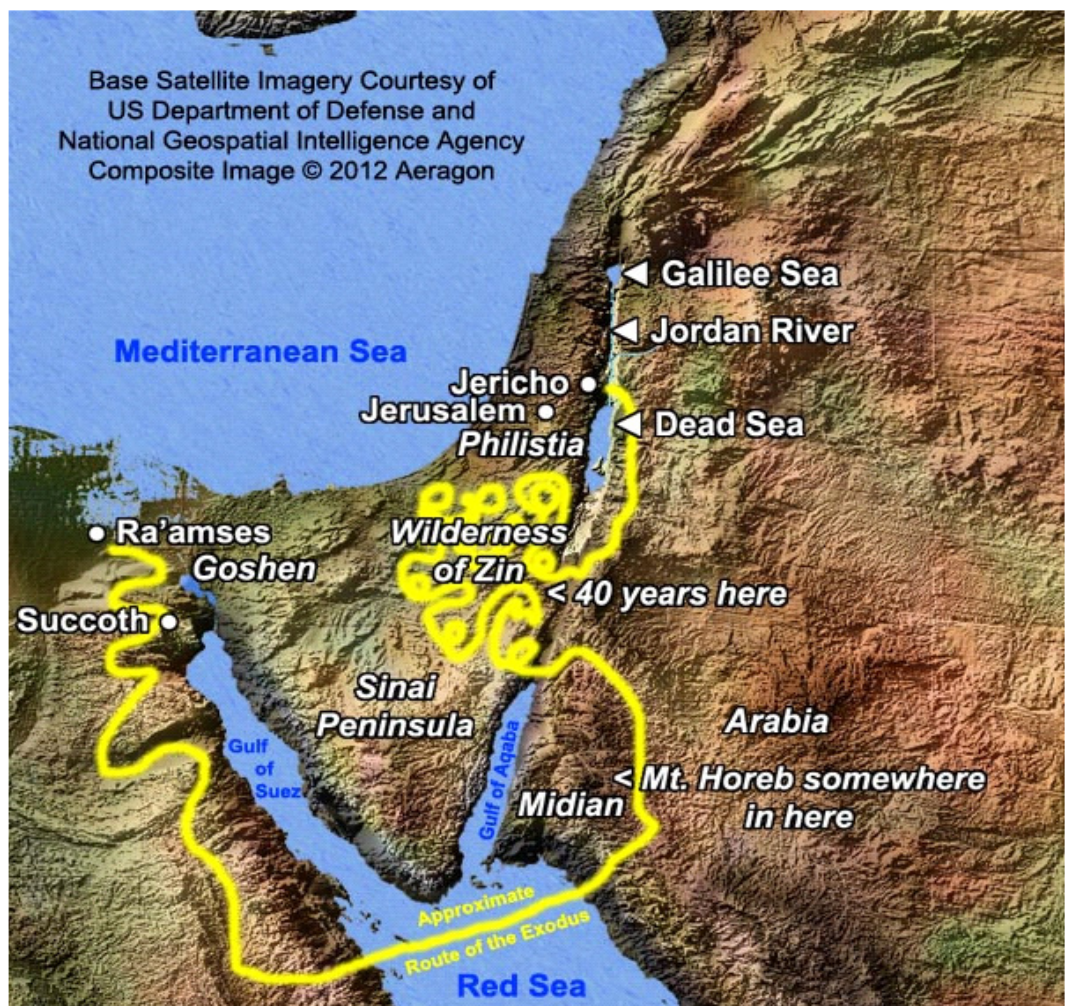 Base Satellite Imagery Courtesy of
US Department of Defense and
National Geospatial Intelligence Agency
Composite Image © 2012 Aeragon
Galilee Sea
Jordan River
Mediterranean Sea
Jericho
Jerusalem
Dead Sea
Philistia
Ra'amses
Wilderness
of Zin
Goshen
< 40 years here
Succoth
Sinai
Peninsula
Arabia
Gulf
of
Suez
Gulf of Aqaba
< Mt. Horeb somewhere
in here
Midian
Approximate
Route of the Exodus
Red Sea